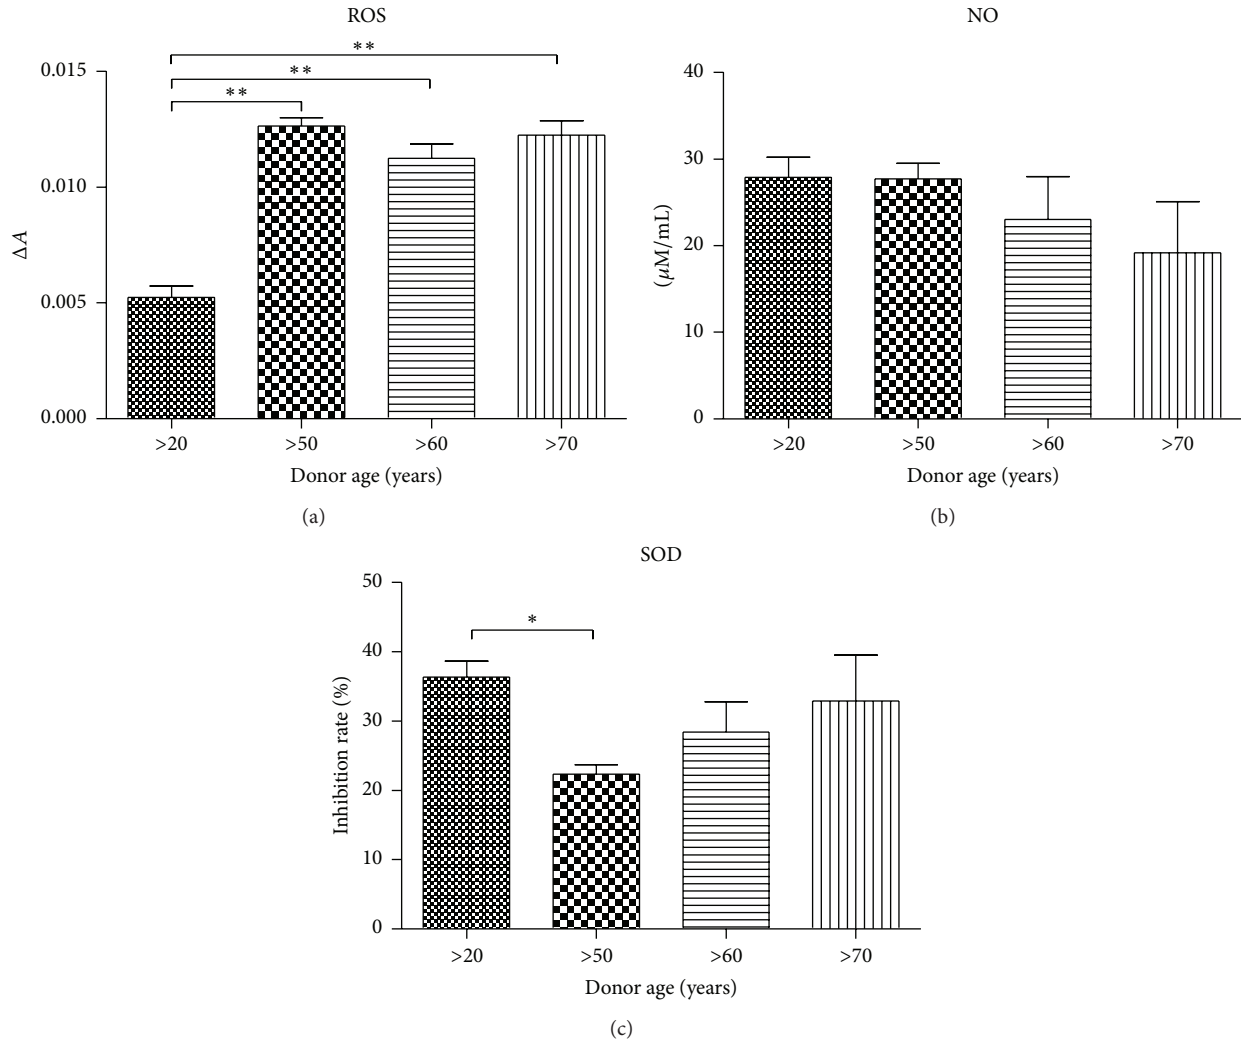 ROS
**
**
**
0.015
0.010
0.005
0.000
ΔA
>20 >50 >60 >70
Donor age (years)
(a)
NO
40
30
20
10
0
(μM/mL)
>20 >50 >60 >70
Donor age (years)
(b)
SOD
*
50
40
30
20
10
0
Inhibition rate (%)
>20 >50 >60 >70
Donor age (years)
(c)